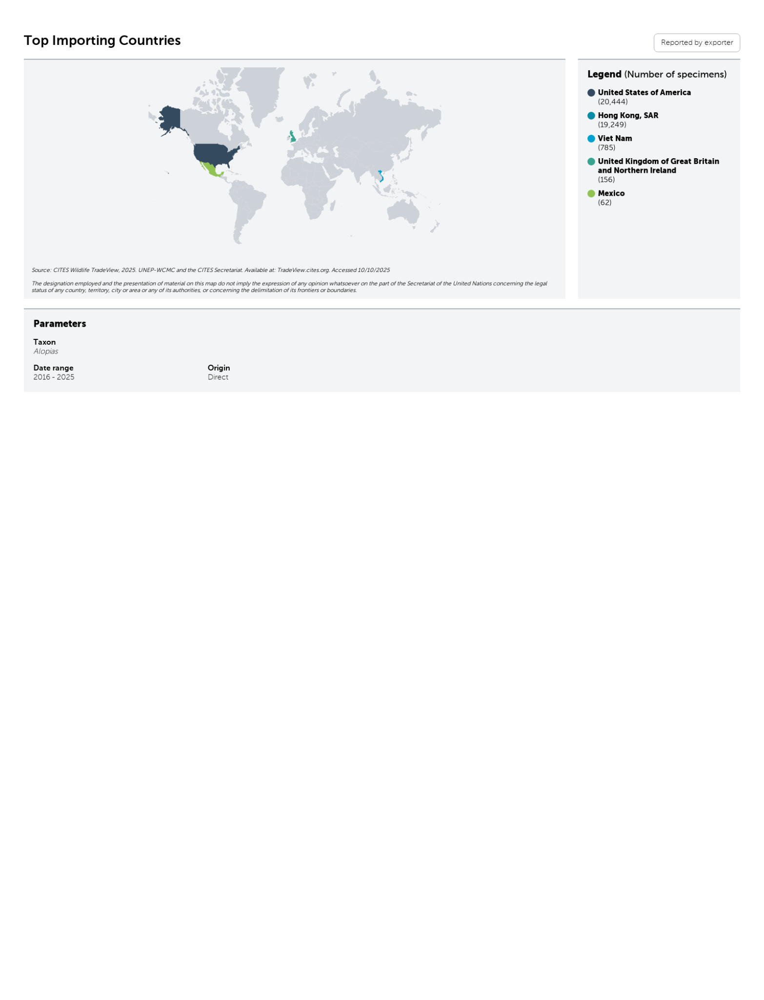 Top Importing Countries
Reported by exporter
Legend (Number of specimens)
United States of America
(20,444)
Hong Kong, SAR
(19,249)
Viet Nam
(785)
United Kingdom of Great Britain
and Northern Ireland
(156)
Mexico
(62)
Source: CITES Wildlife TradeView, 2025. UNEP-WCMC and the CITES Secretariat. Available at: TradeView.cites.org. Accessed 10/10/2025
The designation employed and the presentation of material on this map do not imply the expression of any opinion whatsoever on the part of the Secretariat of the United Nations concerning the legal
status of any country, territory, city or area or any of its authorities, or concerning the delimitation of its frontiers or boundaries.
Parameters
Taxon
Alopias
Date range
2016 - 2025
Origin
Direct